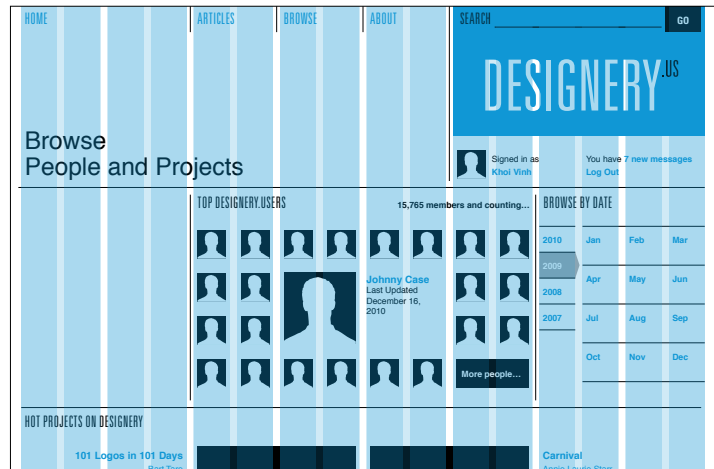 HOME
ARTICLES
BROWSE
ABOUT
SEARCH
GO
DESIGNERY.US
Browse
People and Projects
Signed in as
Khoi Vinh
You have 7 new messages
Log Out
TOP DESIGNERY.USERS
15,765 members and counting...
BROWSE BY DATE
2010 Jan Feb Mar
2009
Apr May Jun
2008
2007 Jul Aug Sep
Oct Nov Dec
Johnny Case
Last Updated
December 16,
2010
More people...
HOT PROJECTS ON DESIGNERY
101 Logos in 101 Days
Carnival